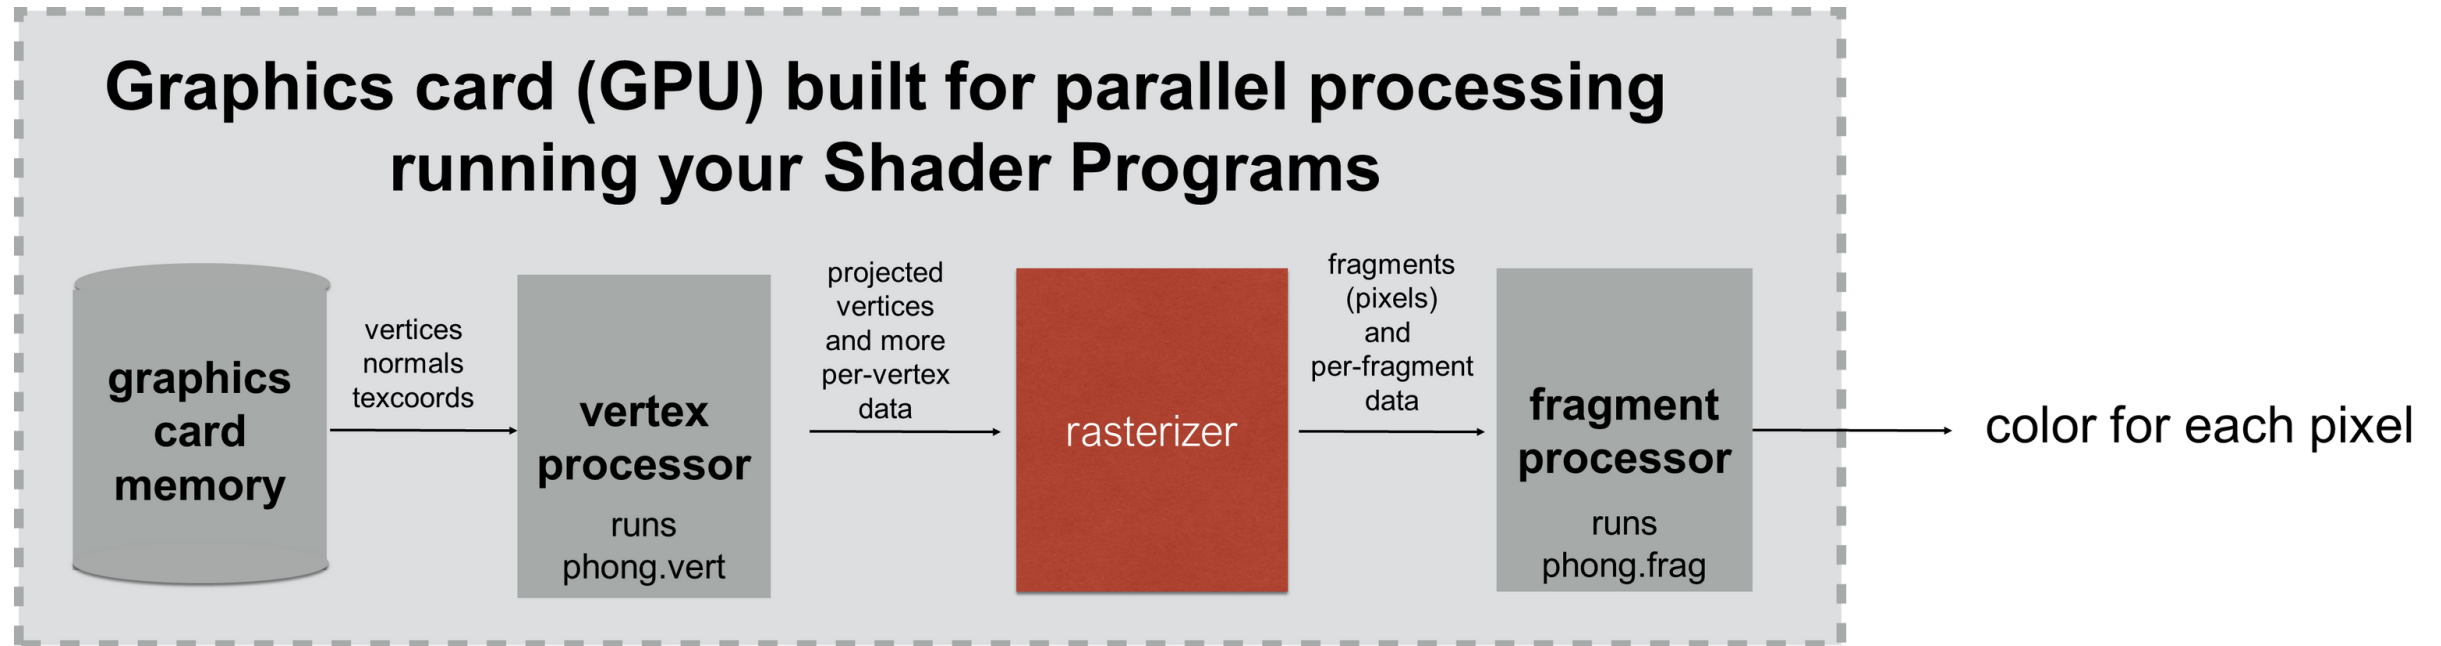 Graphics card (GPU) built for parallel processing
running your Shader Programs
graphics
card
memory
vertices
normals
texcoords
vertex
processor
runs
phong.vert
projected
vertices
and more
per-vertex
data
rasterizer
fragments
(pixels)
and
per-fragment
data
fragment
processor
runs
phong.frag
color for each pixel